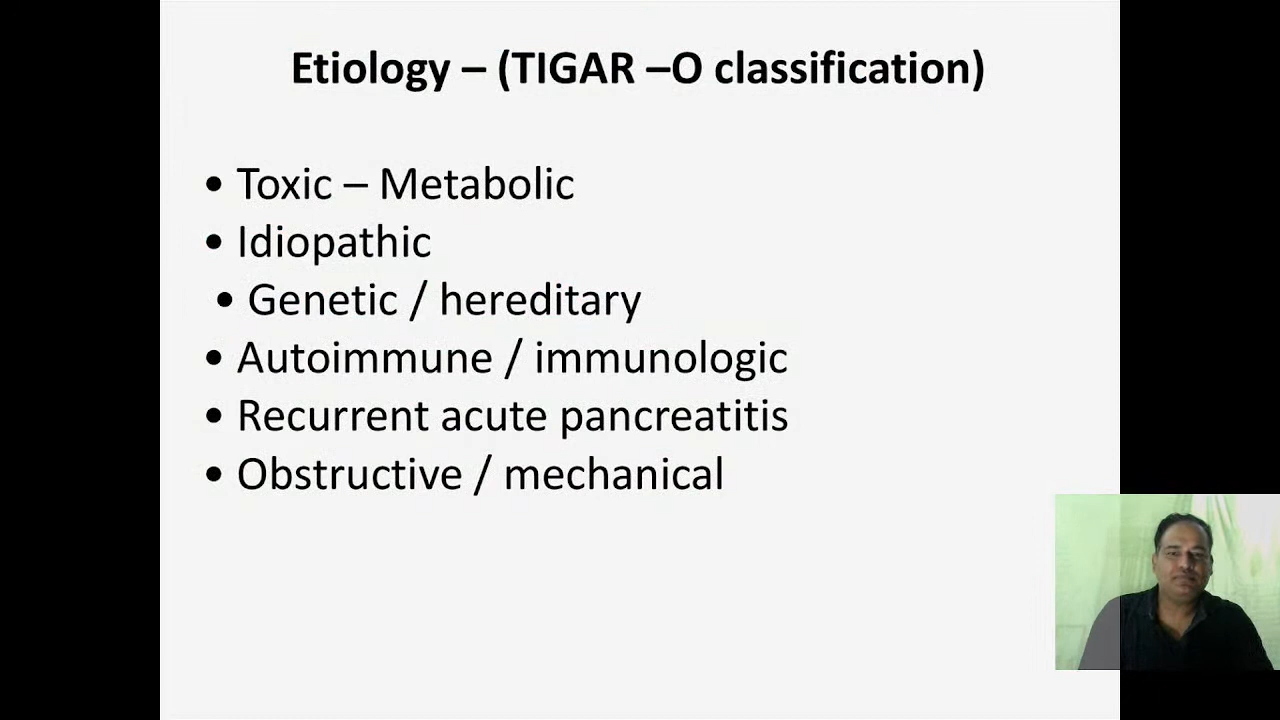 Etiology – (TIGAR –O classification)
• Toxic – Metabolic
• Idiopathic
• Genetic / hereditary
• Autoimmune / immunologic
• Recurrent acute pancreatitis
• Obstructive / mechanical